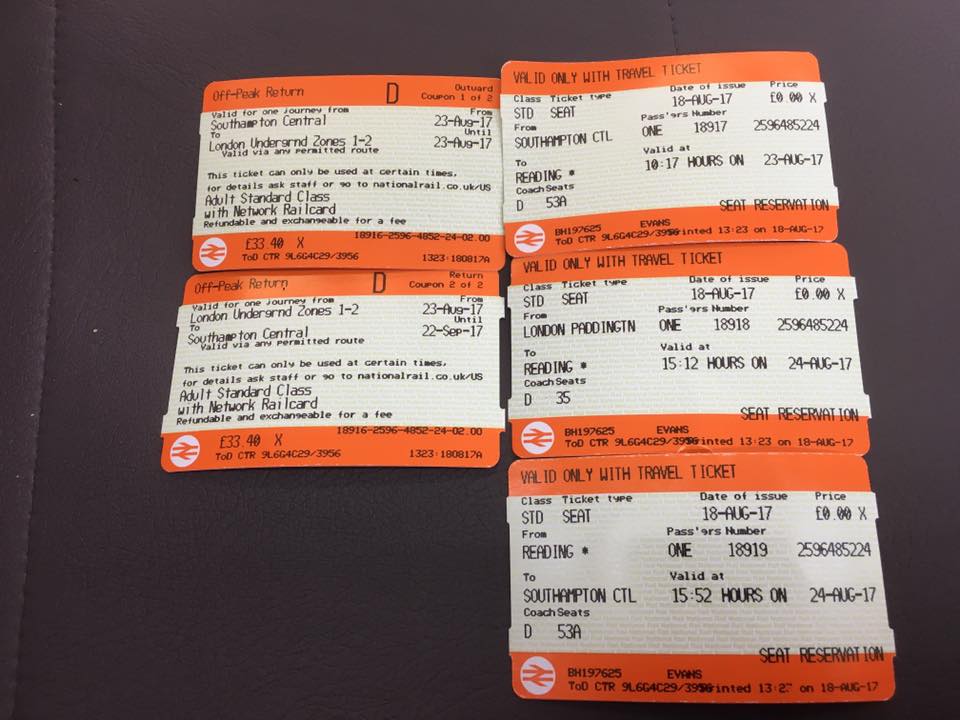 Off-Peak Return D Outward
Coupon 1 of 2
Valid for one journey from From
Southampton Central 23-Aug-17
To Until
London Undergrnd Zones 1-2 23-Aug-17
Valid via any permitted route
This ticket can only be used at certain times,
for details ask staff or go to nationalrail.co.uk/US
Adult Standard Class
with Network Railcard
Refundable and exchangeable for a fee
18916-2596-4852-24-02.00
£33.40 X
ToD CTR 9L6G4C29/3956 1323:180817A
Off-Peak Return D Return
Coupon 2 of 2
Valid for one journey from From
London Undergrnd Zones 1-2 23-Aug-17
To Until
Southampton Central 22-Sep-17
Valid via any permitted route
This ticket can only be used at certain times,
for details ask staff or go to nationalrail.co.uk/US
Adult Standard Class
with Network Railcard
Refundable and exchangeable for a fee
18916-2596-4852-24-02.00
£33.40 X
ToD CTR 9L6G4C29/3956 1323:180817A
VALID ONLY WITH TRAVEL TICKET
Class Ticket type Date of issue Price
STD SEAT 18-AUG-17 £0.00 X
From Pass'ers Number
SOUTHAMPTON CTL ONE 18917 2596485224
To Valid at
READING * 10:17 HOURS ON 23-AUG-17
Coach Seats
D 53A
SEAT RESERVATION
BH197625 EVANS
ToD CTR 9L6G4C29/3956 rinted 13:23 on 18-AUG-17
VALID ONLY WITH TRAVEL TICKET
Class Ticket type Date of issue Price
STD SEAT 18-AUG-17 £0.00 X
From Pass'ers Number
LONDON PADDINGTN ONE 18918 2596485224
To Valid at
READING * 15:12 HOURS ON 24-AUG-17
Coach Seats
D 35
SEAT RESERVATION
BH197625 EVANS
ToD CTR 9L6G4C29/3956 rinted 13:23 on 18-AUG-17
VALID ONLY WITH TRAVEL TICKET
Class Ticket type Date of issue Price
STD SEAT 18-AUG-17 £0.00 X
From Pass'ers Number
READING * ONE 18919 2596485224
To Valid at
SOUTHAMPTON CTL 15:52 HOURS ON 24-AUG-17
Coach Seats
D 53A
SEAT RESERVATION
BH197625 EVANS
ToD CTR 9L6G4C29/3956 rinted on 18-AUG-17